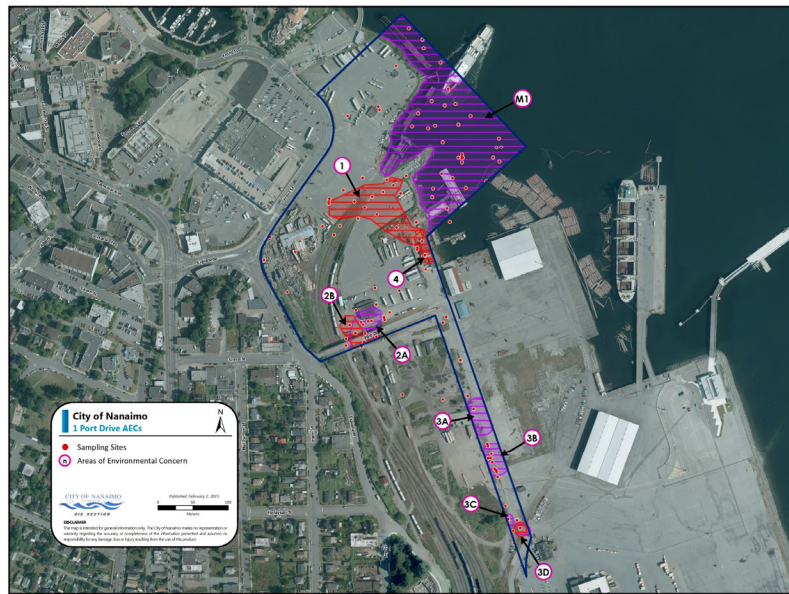 M1
1
4
2B
2A
3A
3B
3C
3D
City of Nanaimo
1 Port Drive AECs
N
Sampling Sites
n Areas of Environmental Concern
CITY OF NANAIMO
GIS SECTION
Published: February 2, 2015
0 50 100
Meters
DISCLAIMER
This map is intended for general information only. The City of Nanaimo makes no representation or
warranty regarding the accuracy or completeness of the information presented and assumes no
responsibility for any damage, loss or injury resulting from the use of this product.